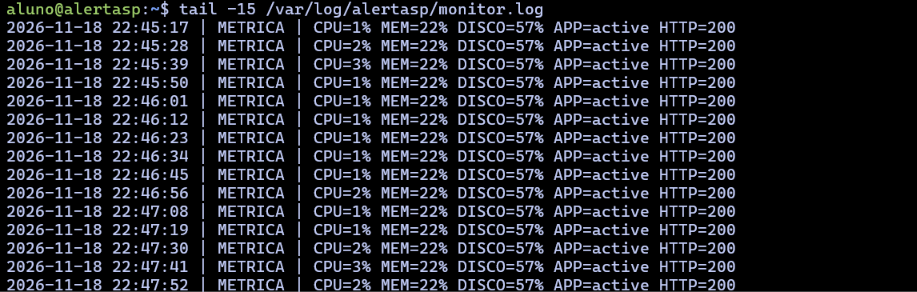 aluno@alertasp:~$ tail -15 /var/log/alertasp/monitor.log
2026-11-18 22:45:17 | METRICA | CPU=1% MEM=22% DISCO=57% APP=active HTTP=200
2026-11-18 22:45:28 | METRICA | CPU=2% MEM=22% DISCO=57% APP=active HTTP=200
2026-11-18 22:45:39 | METRICA | CPU=3% MEM=22% DISCO=57% APP=active HTTP=200
2026-11-18 22:45:50 | METRICA | CPU=1% MEM=22% DISCO=57% APP=active HTTP=200
2026-11-18 22:46:01 | METRICA | CPU=1% MEM=22% DISCO=57% APP=active HTTP=200
2026-11-18 22:46:12 | METRICA | CPU=1% MEM=22% DISCO=57% APP=active HTTP=200
2026-11-18 22:46:23 | METRICA | CPU=1% MEM=22% DISCO=57% APP=active HTTP=200
2026-11-18 22:46:34 | METRICA | CPU=1% MEM=22% DISCO=57% APP=active HTTP=200
2026-11-18 22:46:45 | METRICA | CPU=1% MEM=22% DISCO=57% APP=active HTTP=200
2026-11-18 22:46:56 | METRICA | CPU=2% MEM=22% DISCO=57% APP=active HTTP=200
2026-11-18 22:47:08 | METRICA | CPU=1% MEM=22% DISCO=57% APP=active HTTP=200
2026-11-18 22:47:19 | METRICA | CPU=1% MEM=22% DISCO=57% APP=active HTTP=200
2026-11-18 22:47:30 | METRICA | CPU=2% MEM=22% DISCO=57% APP=active HTTP=200
2026-11-18 22:47:41 | METRICA | CPU=3% MEM=22% DISCO=57% APP=active HTTP=200
2026-11-18 22:47:52 | METRICA | CPU=2% MEM=22% DISCO=57% APP=active HTTP=200